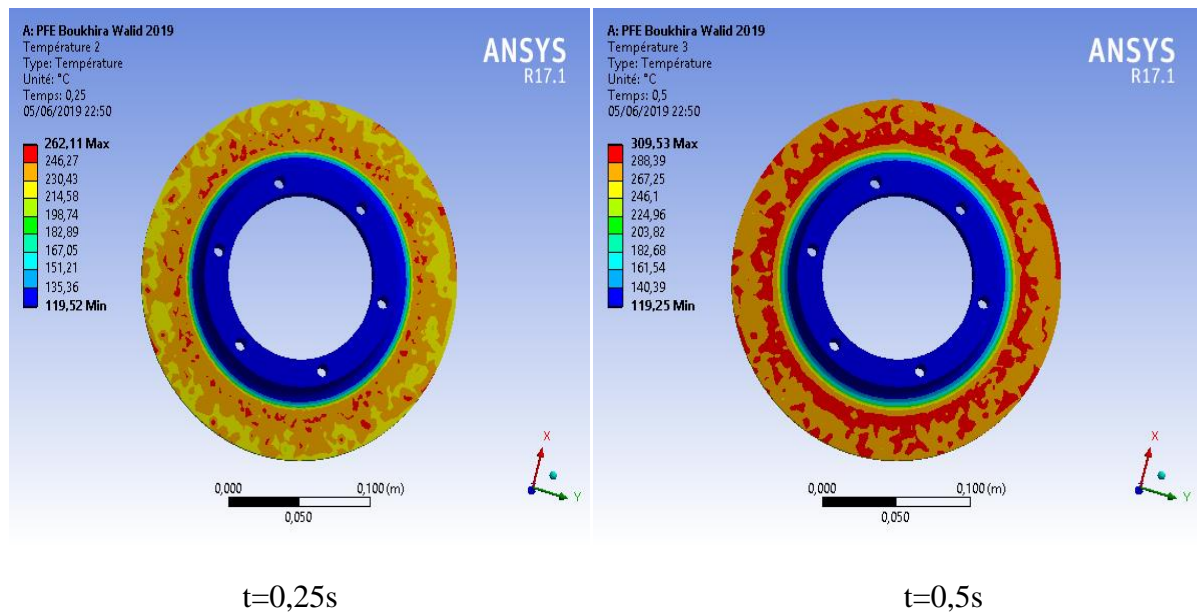 A: PFE Boukhira Walid 2019
Température 2
Type: Température
Unité: °C
Temps: 0,25
05/06/2019 22:50
ANSYS
R17.1
262,11 Max
246,27
230,43
214,58
198,74
182,89
167,05
151,21
135,36
119,52 Min
0,000
0,100 (m)
0,050
X
Y
A: PFE Boukhira Walid 2019
Température 3
Type: Température
Unité: °C
Temps: 0,5
05/06/2019 22:50
ANSYS
R17.1
309,53 Max
288,39
267,25
246,1
224,96
203,82
182,68
161,54
140,39
119,25 Min
0,000
0,100 (m)
0,050
X
Y
t=0,25s
t=0,5s